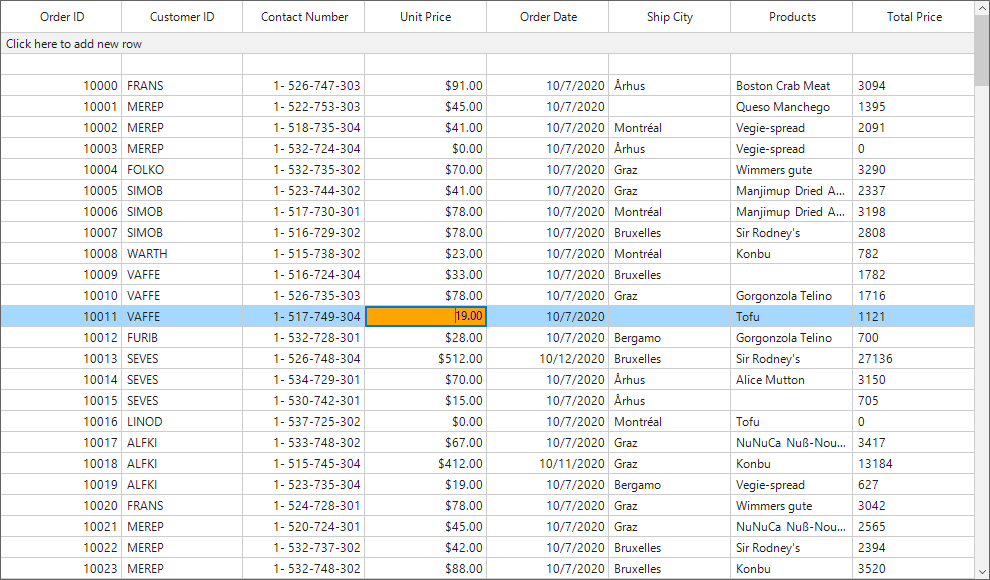 Order ID Customer ID Contact Number Unit Price Order Date Ship City Products Total Price
Click here to add new row
10000 FRANS 1- 526-747-303 $91.00 10/7/2020 Århus Boston Crab Meat 3094
10001 MEREP 1- 522-753-303 $45.00 10/7/2020 Queso Manchego 1395
10002 MEREP 1- 518-735-304 $41.00 10/7/2020 Montréal Vegie-spread 2091
10003 MEREP 1- 532-724-304 $0.00 10/7/2020 Århus Vegie-spread 0
10004 FOLKO 1- 532-735-302 $70.00 10/7/2020 Graz Wimmers gute 3290
10005 SIMOB 1- 523-744-302 $41.00 10/7/2020 Graz Manjimup Dried A... 2337
10006 SIMOB 1- 517-730-301 $78.00 10/7/2020 Montréal Manjimup Dried A... 3198
10007 SIMOB 1- 516-729-302 $78.00 10/7/2020 Bruxelles Sir Rodney's 2808
10008 WARTH 1- 515-738-302 $23.00 10/7/2020 Montréal Konbu 782
10009 VAFFE 1- 516-724-304 $33.00 10/7/2020 Bruxelles 1782
10010 VAFFE 1- 526-735-303 $78.00 10/7/2020 Graz Gorgonzola Telino 1716
10011 VAFFE 1- 517-749-304 19.00 10/7/2020 Tofu 1121
10012 FURIB 1- 532-728-301 $28.00 10/7/2020 Bergamo Gorgonzola Telino 700
10013 SEVES 1- 526-748-304 $512.00 10/12/2020 Bruxelles Sir Rodney's 27136
10014 SEVES 1- 534-729-301 $70.00 10/7/2020 Århus Alice Mutton 3150
10015 SEVES 1- 530-742-301 $15.00 10/7/2020 Århus 705
10016 LINOD 1- 537-725-302 $0.00 10/7/2020 Montréal Tofu 0
10017 ALFKI 1- 533-748-302 $67.00 10/7/2020 Graz NuNuCa Nuß-Nou... 3417
10018 ALFKI 1- 515-745-304 $412.00 10/11/2020 Graz Konbu 13184
10019 ALFKI 1- 523-735-304 $19.00 10/7/2020 Bergamo Vegie-spread 627
10020 FRANS 1- 524-728-301 $78.00 10/7/2020 Graz Wimmers gute 3042
10021 MEREP 1- 520-724-301 $45.00 10/7/2020 Graz NuNuCa Nuß-Nou... 2565
10022 MEREP 1- 532-737-302 $42.00 10/7/2020 Bruxelles Sir Rodney's 2394
10023 MEREP 1- 532-748-302 $88.00 10/7/2020 Bruxelles Konbu 3520